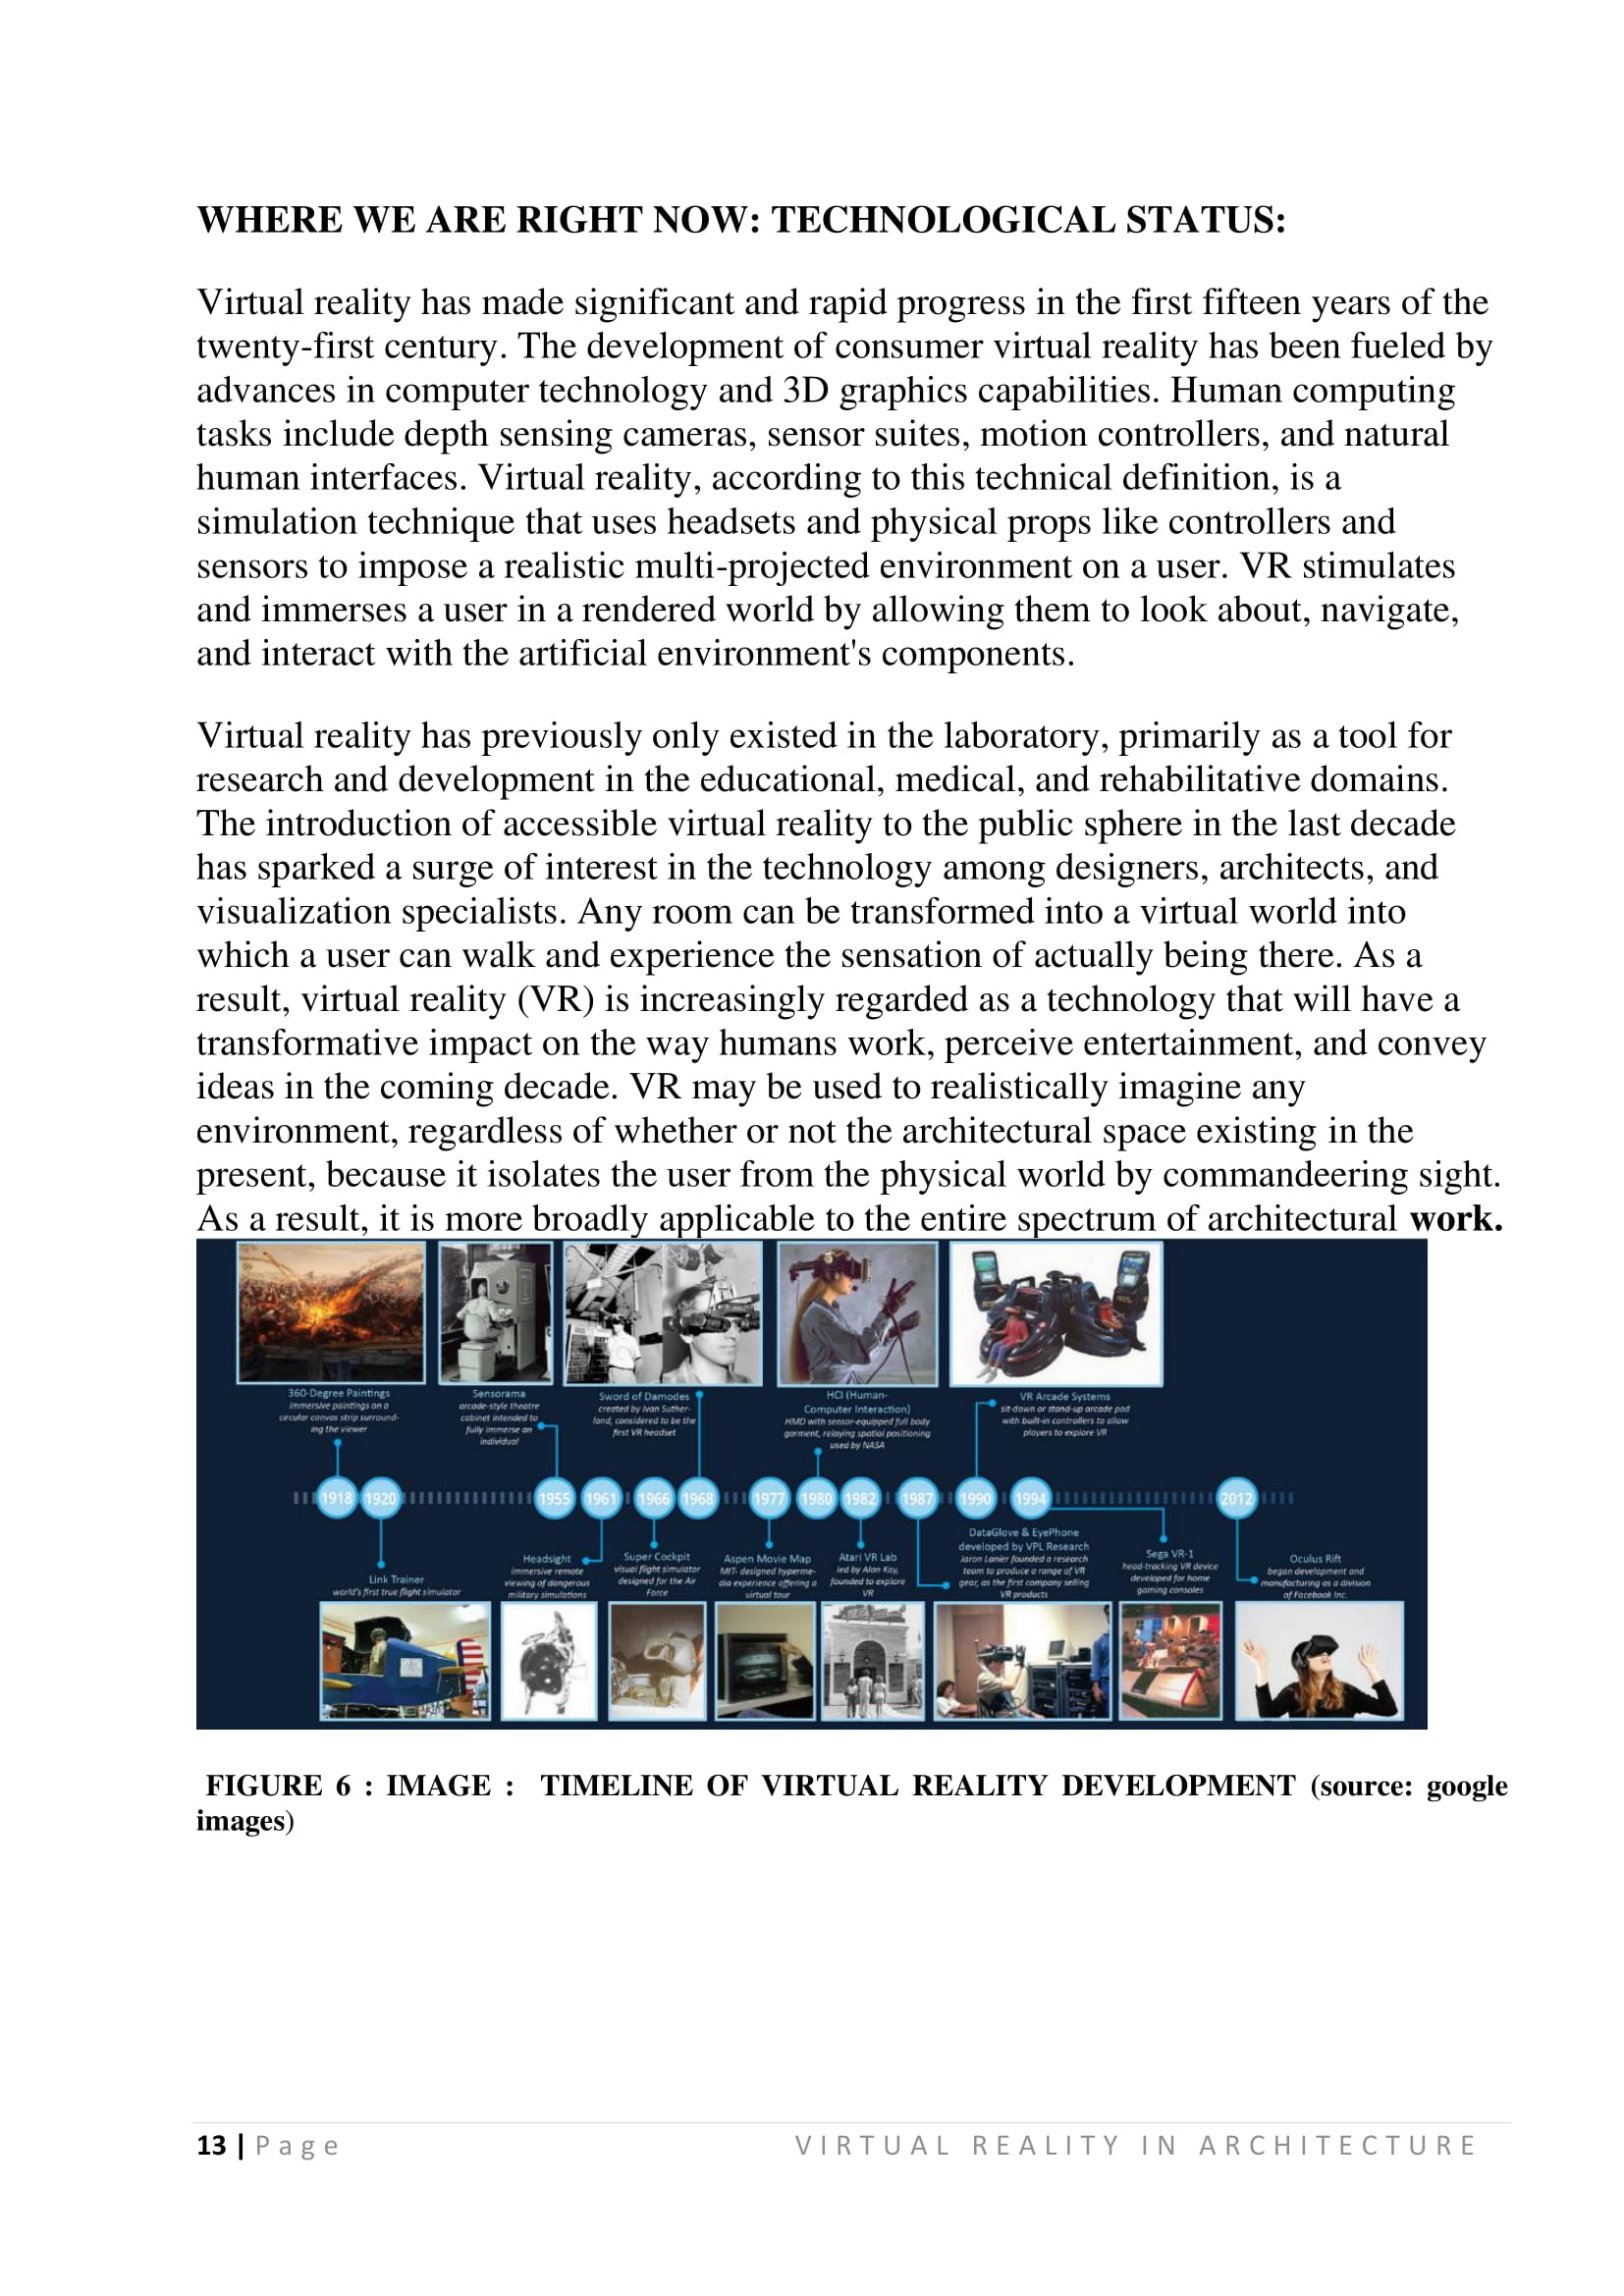 WHERE WE ARE RIGHT NOW: TECHNOLOGICAL STATUS:
Virtual reality has made significant and rapid progress in the first fifteen years of the
twenty-first century. The development of consumer virtual reality has been fueled by
advances in computer technology and 3D graphics capabilities. Human computing
tasks include depth sensing cameras, sensor suites, motion controllers, and natural
human interfaces. Virtual reality, according to this technical definition, is a
simulation technique that uses headsets and physical props like controllers and
sensors to impose a realistic multi-projected environment on a user. VR stimulates
and immerses a user in a rendered world by allowing them to look about, navigate,
and interact with the artificial environment's components.
Virtual reality has previously only existed in the laboratory, primarily as a tool for
research and development in the educational, medical, and rehabilitative domains.
The introduction of accessible virtual reality to the public sphere in the last decade
has sparked a surge of interest in the technology among designers, architects, and
visualization specialists. Any room can be transformed into a virtual world into
which a user can walk and experience the sensation of actually being there. As a
result, virtual reality (VR) is increasingly regarded as a technology that will have a
transformative impact on the way humans work, perceive entertainment, and convey
ideas in the coming decade. VR may be used to realistically imagine any
environment, regardless of whether or not the architectural space existing in the
present, because it isolates the user from the physical world by commandeering sight.
As a result, it is more broadly applicable to the entire spectrum of architectural work.
360-Degree Paintings
immersive paintings on a
circular canvas strip surround-
ing the viewer
Sensorama
arcade-style theatre
cabinet intended to
fully immerse an
individual
Sword of Damodes
created by Ivan Suther-
land, considered to be the
first VR headset
HCI (Human-
Computer Interaction)
HMD with sensor-equipped full body
garment, relaying spatial positioning
used by NASA
VR Arcade Systems
sit-down or stand-up arcade pod
with built-in controllers to allow
players to explore VR
1918 1920 1955 1961 1966 1968 1977 1980 1982 1987 1990 1994 2012
Link Trainer
world's first true flight simulator
Headsight
immersive remote
viewing of dangerous
military simulations
Super Cockpit
visual flight simulator
designed for the Air
Force
Aspen Movie Map
MIT- designed hyperme-
dia experience offering a
virtual tour
Atari VR Lab
led by Alan Kay,
founded to explore
VR
DataGlove & EyePhone
developed by VPL Research
Jaron Lanier founded a research
team to produce a range of VR
gear, as the first company selling
VR products
Sega VR-1
head-tracking VR device
developed for home
gaming consoles
Oculus Rift
began development and
manufacturing as a division
of Facebook Inc.
FIGURE 6 : IMAGE : TIMELINE OF VIRTUAL REALITY DEVELOPMENT (source: google
images)
13 | Page VIRTUAL REALITY IN ARCHITECTURE